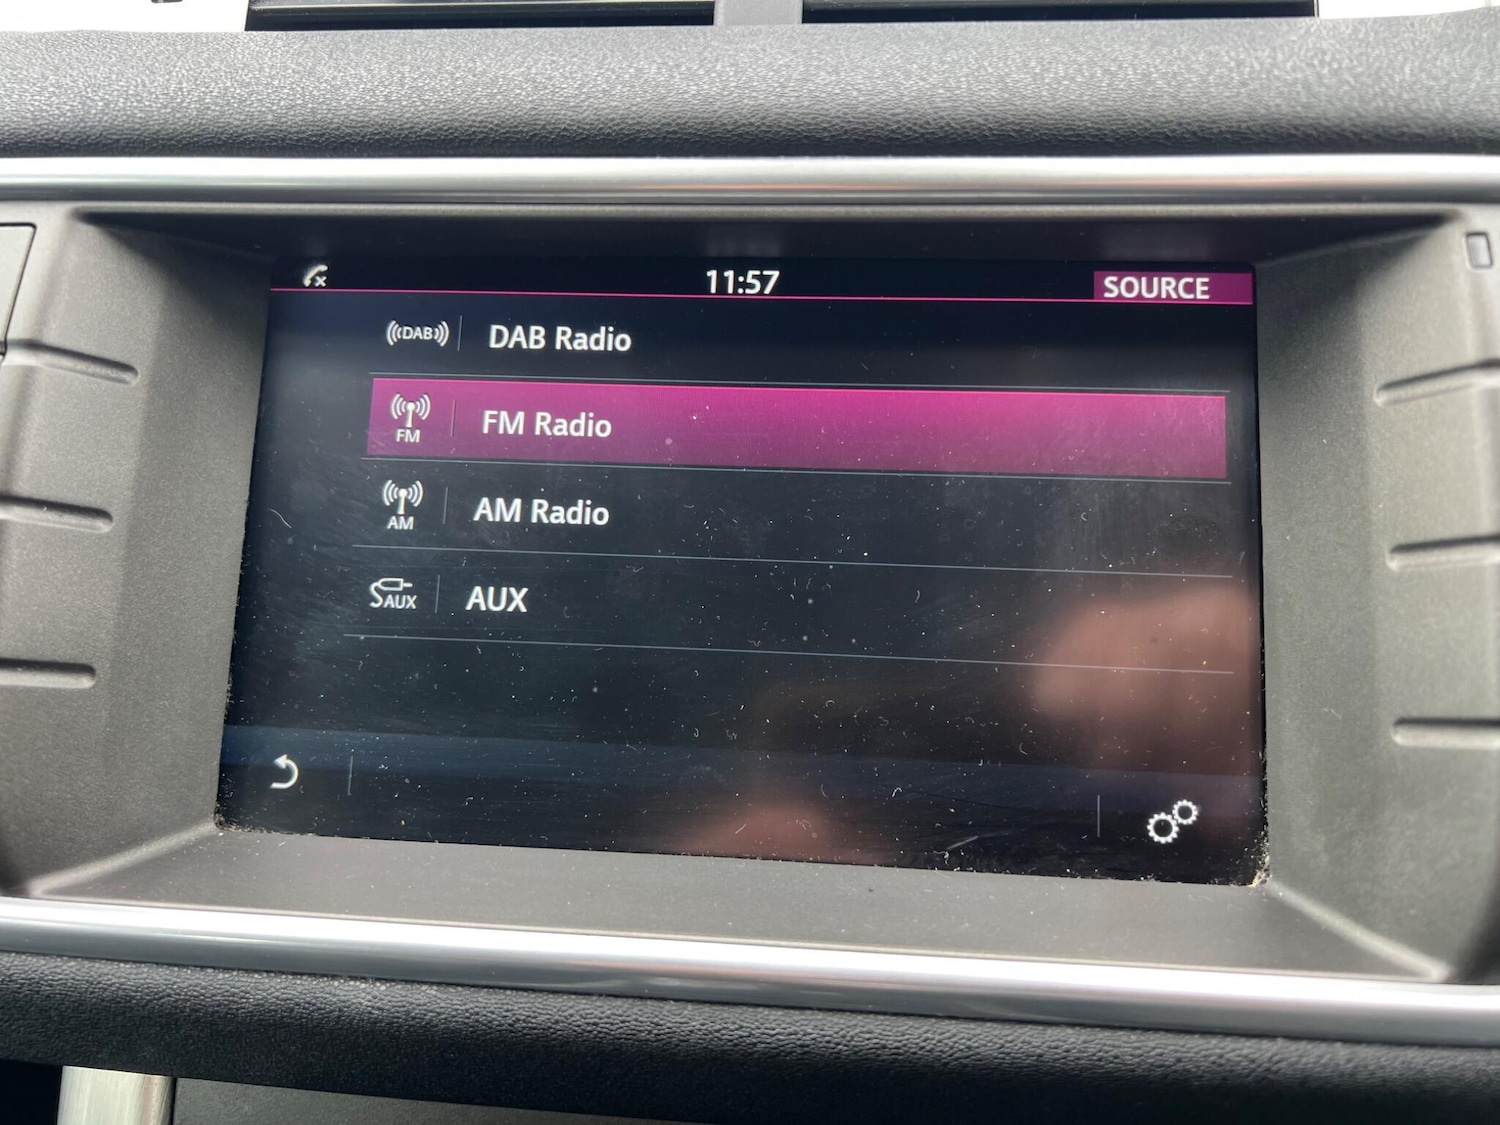 11:57
SOURCE
DAB
DAB Radio
FM
FM Radio
AM
AM Radio
AUX
AUX